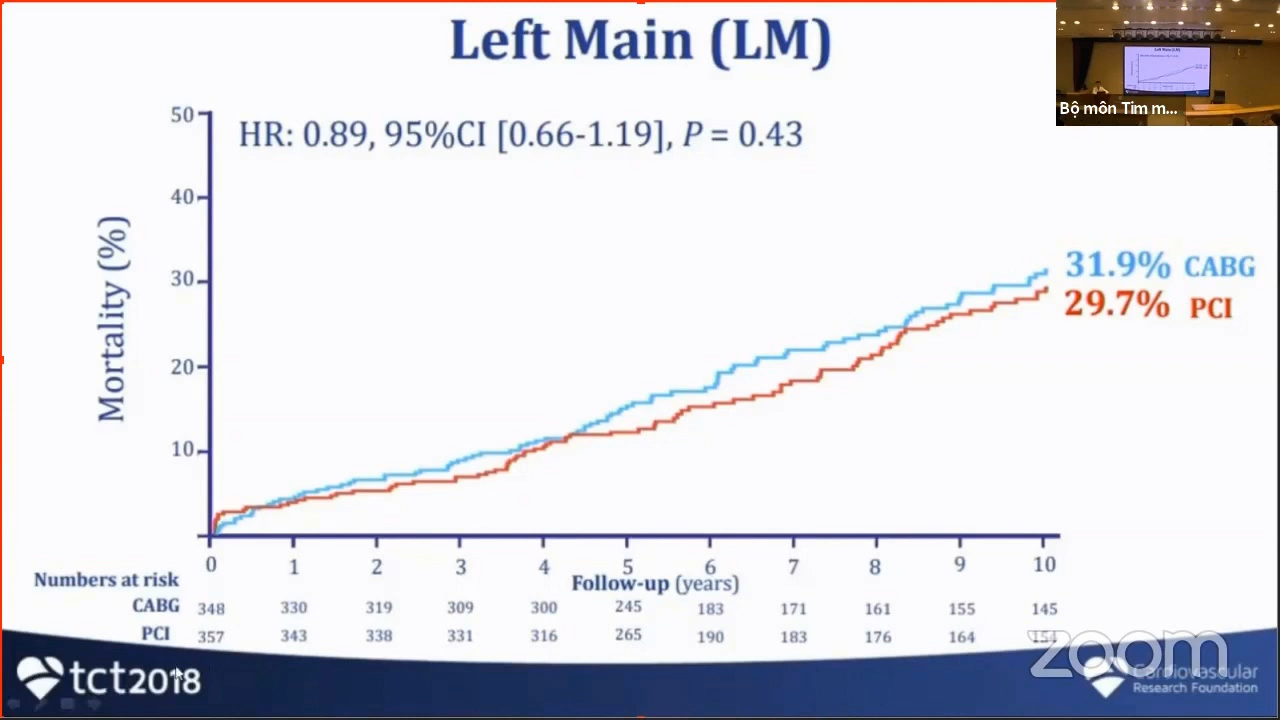 Left Main (LM)
Bộ môn Tim m...
50
HR: 0.89, 95%CI [0.66-1.19], P = 0.43
40
30
20
10
Mortality (%)
31.9% CABG
29.7% PCI
0 1 2 3 4 5 6 7 8 9 10
Follow-up (years)
Numbers at risk
CABG 348 330 319 309 300 245 183 171 161 155 145
PCI 357 343 338 331 316 265 190 183 176 164 154
zoom
tct2018
Cardiovascular
Research Foundation